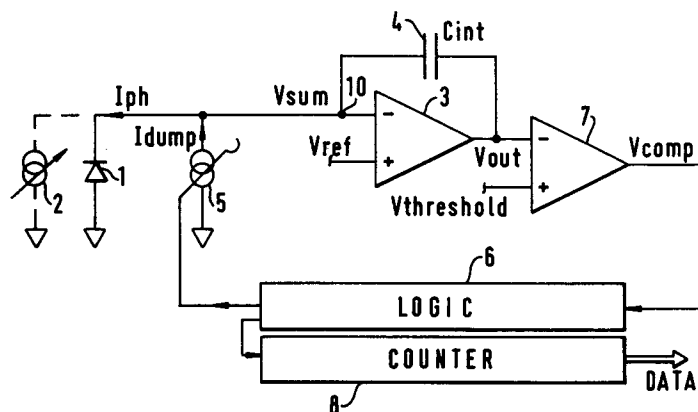 4
Cint
Iph
Vsum
10
3
7
Idump
Vref
Vout
Vcomp
2
1
5
Vthreshold
6
LOGIC
COUNTER
DATA
8